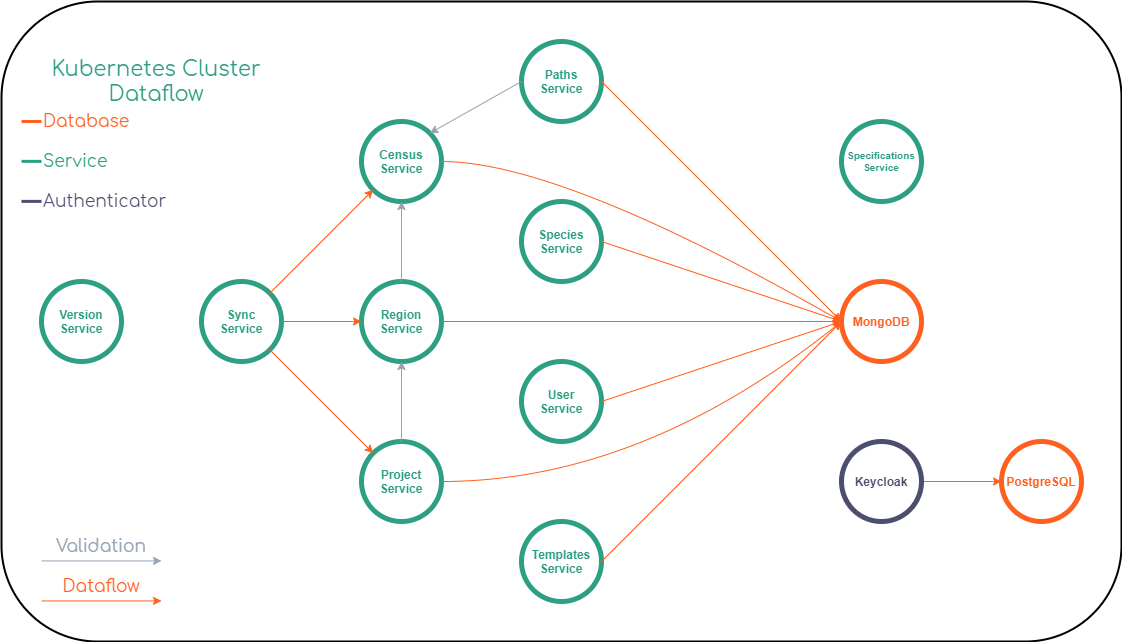 Kubernetes Cluster
Dataflow
Database
Service
Authenticator
Paths
Service
Census
Service
Specifications
Service
Species
Service
Version
Service
Sync
Service
Region
Service
MongoDB
User
Service
Project
Service
Keycloak
PostgreSQL
Templates
Service
Validation
Dataflow